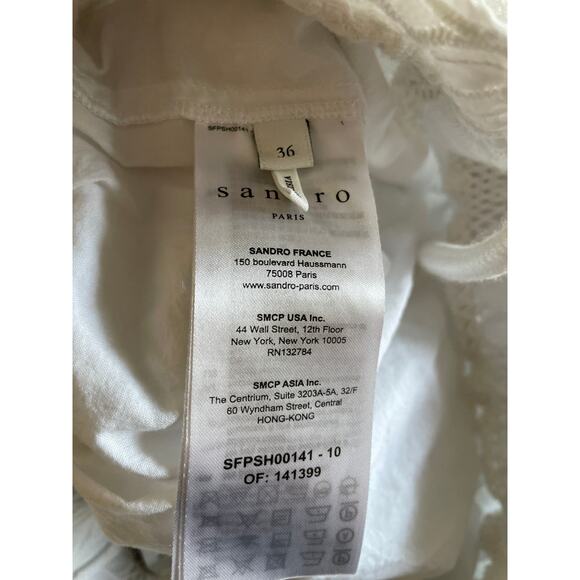 SFPSH00141
36
sandro
PARIS
SANDRO FRANCE
150 boulevard Haussmann
75008 Paris
www.sandro-paris.com
SMCP USA Inc.
44 Wall Street, 12th Floor
New York, New York 10005
RN132784
SMCP ASIA Inc.
The Centrium, Suite 3203A-5A, 32/F
60 Wyndham Street, Central
HONG-KONG
SFPSH00141 - 10
OF: 141399